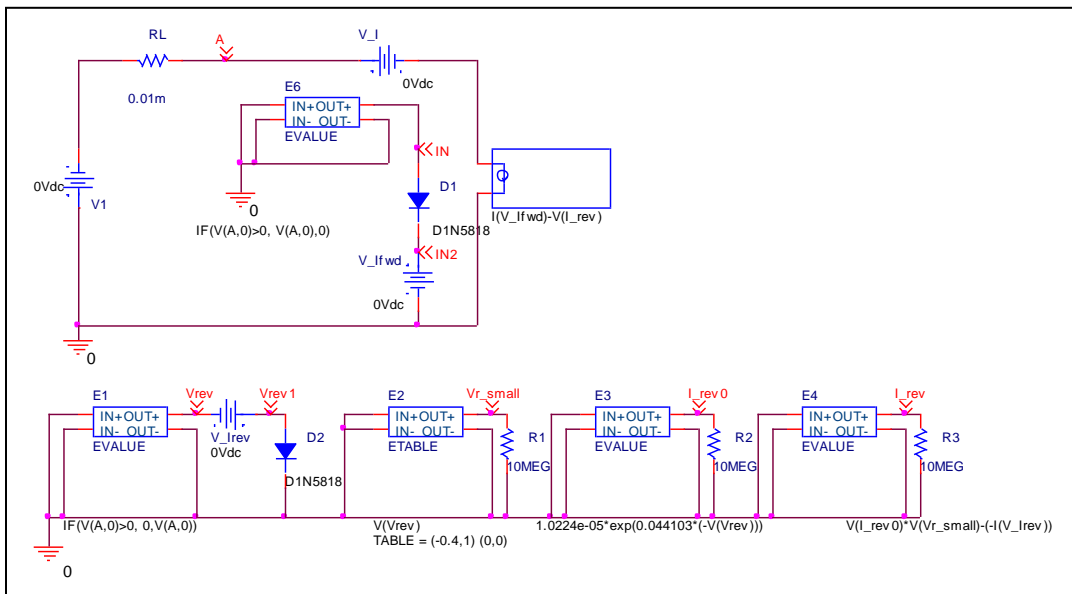 RL
A
V_I
0.01m
0Vdc
E6
IN+OUT+
IN- OUT-
EVALUE
IN
0Vdc
V1
D1
0
I(V_Ifwd)-V(I_rev)
IF(V(A,0)>0, V(A,0),0)
D1N5818
IN2
V_Ifwd
0Vdc
0
E1
Vrev
Vrev1
E2
Vr_small
E3
I_rev0
E4
I_rev
IN+OUT+
IN- OUT-
EVALUE
V_Irev
0Vdc
D2
D1N5818
IN+OUT+
IN- OUT-
ETABLE
R1
10MEG
IN+OUT+
IN- OUT-
EVALUE
R2
10MEG
IN+OUT+
IN- OUT-
EVALUE
R3
10MEG
IF(V(A,0)>0, 0,V(A,0))
V(Vrev)
TABLE = (-0.4,1) (0,0)
1.0224e-05*exp(0.044103*(-V(Vrev)))
V(I_rev0)*V(Vr_small)-(-I(V_Irev))
0